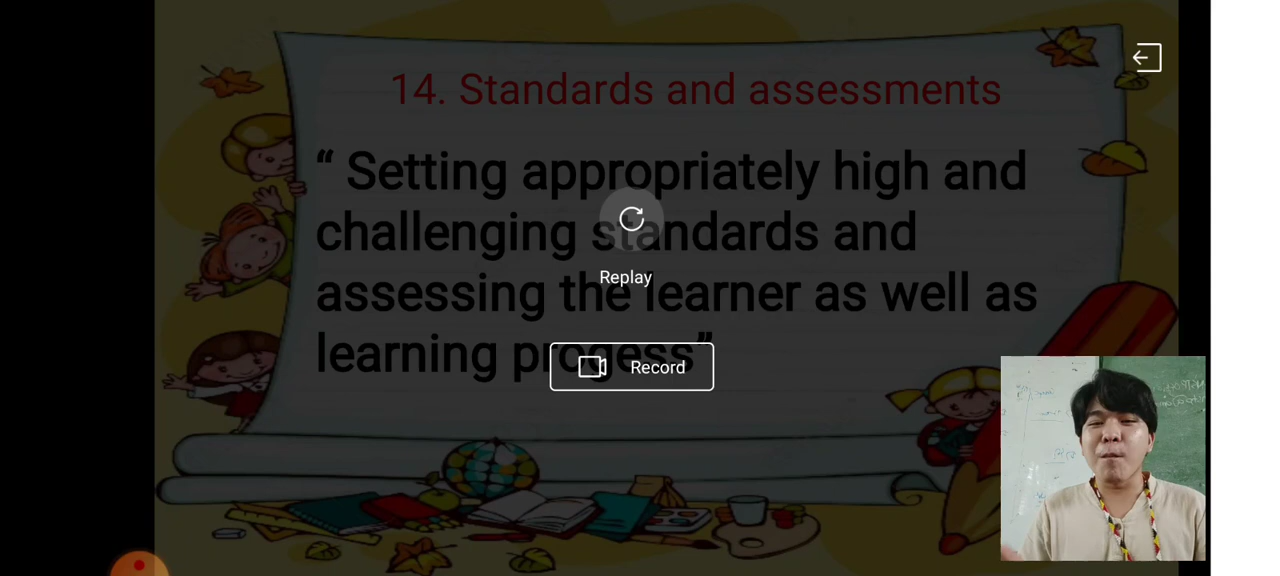 14. Standards and assessments
“ Setting appropriately high and
challenging standards and
assessing the learner as well as
learning progess”
Replay
Record